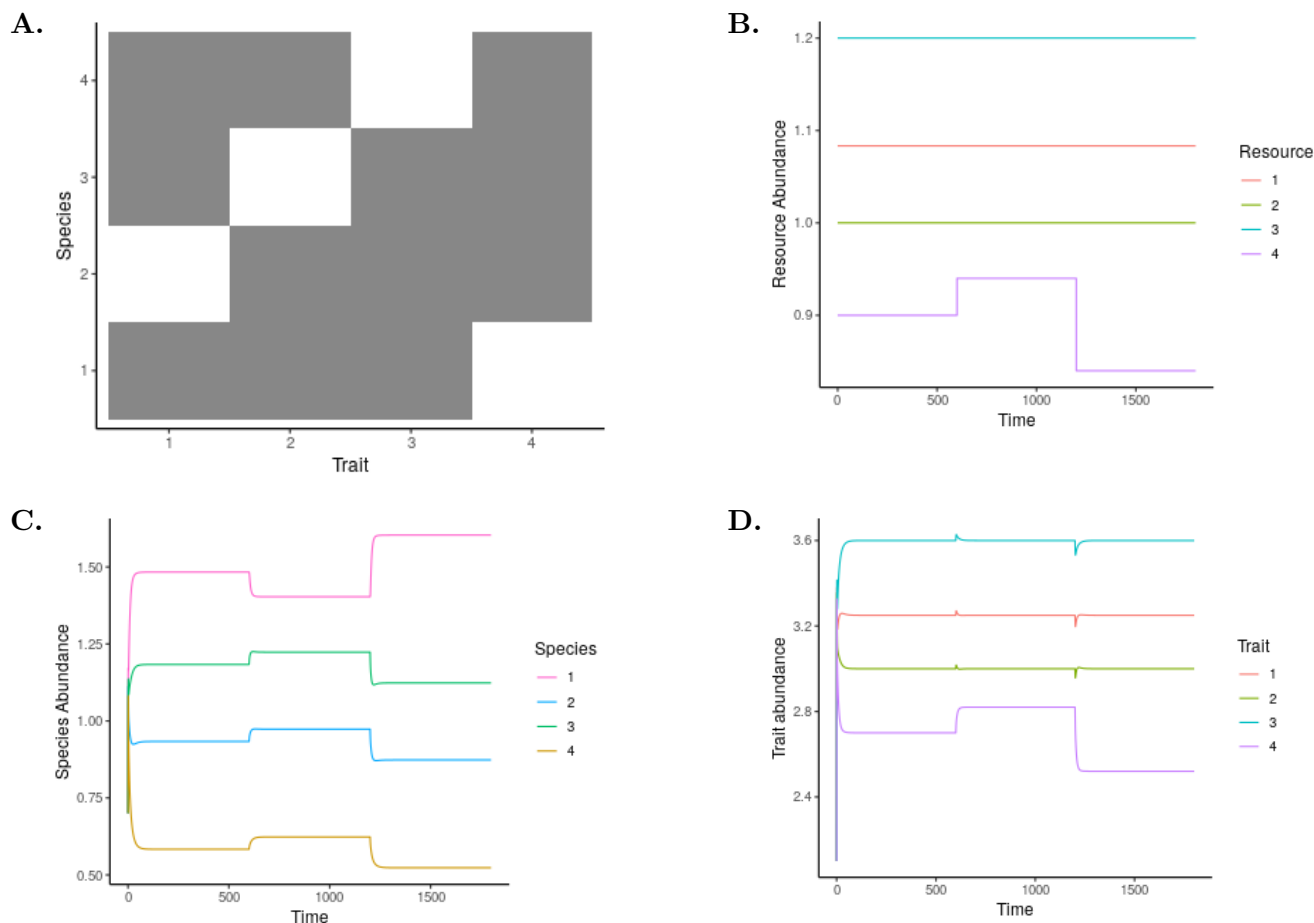 A.
4
3
2
1
Species
1 2 3 4
Trait
B.
1.2
1.1
1.0
0.9
Resource Abundance
0 500 1000 1500
Time
Resource
1
2
3
4
C.
1.50
1.25
1.00
0.75
0.50
Species Abundance
0 500 1000 1500
Time
Species
1
2
3
4
D.
3.6
3.2
2.8
2.4
Trait abundance
0 500 1000 1500
Time
Trait
1
2
3
4